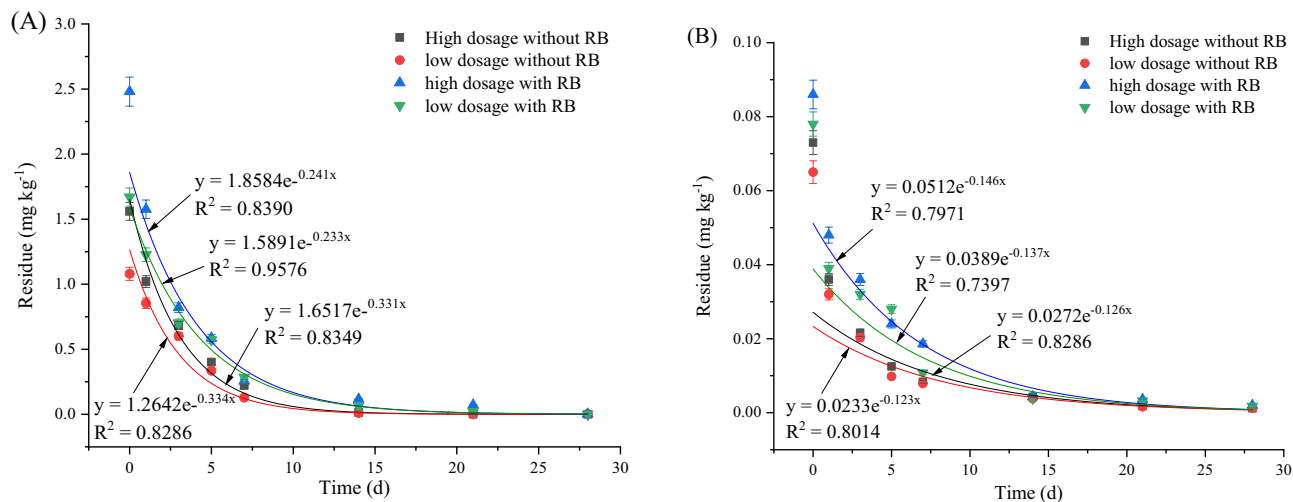 (A)
3.0
2.5
2.0
1.5
1.0
0.5
0.0
Residue (mg kg⁻¹)
High dosage without RB
low dosage without RB
high dosage with RB
low dosage with RB
y = 1.8584e-⁰·²⁴¹ˣ
R² = 0.8390
y = 1.5891e-⁰·²³³ˣ
R² = 0.9576
y = 1.6517e-⁰·³³¹ˣ
R² = 0.8349
y = 1.2642e-⁰·³³⁴ˣ
R² = 0.8286
0 5 10 15 20 25 30
Time (d)
(B)
0.10
0.08
0.06
0.04
0.02
0.00
Residue (mg kg⁻¹)
High dosage without RB
low dosage without RB
high dosage with RB
low dosage with RB
y = 0.0512e⁻⁰·¹⁴⁶ˣ
R² = 0.7971
y = 0.0389e⁻⁰·¹³⁷ˣ
R² = 0.7397
y = 0.0272e⁻⁰·¹²⁶ˣ
R² = 0.8286
y = 0.0233e⁻⁰·¹²³ˣ
R² = 0.8014
0 5 10 15 20 25 30
Time (d)